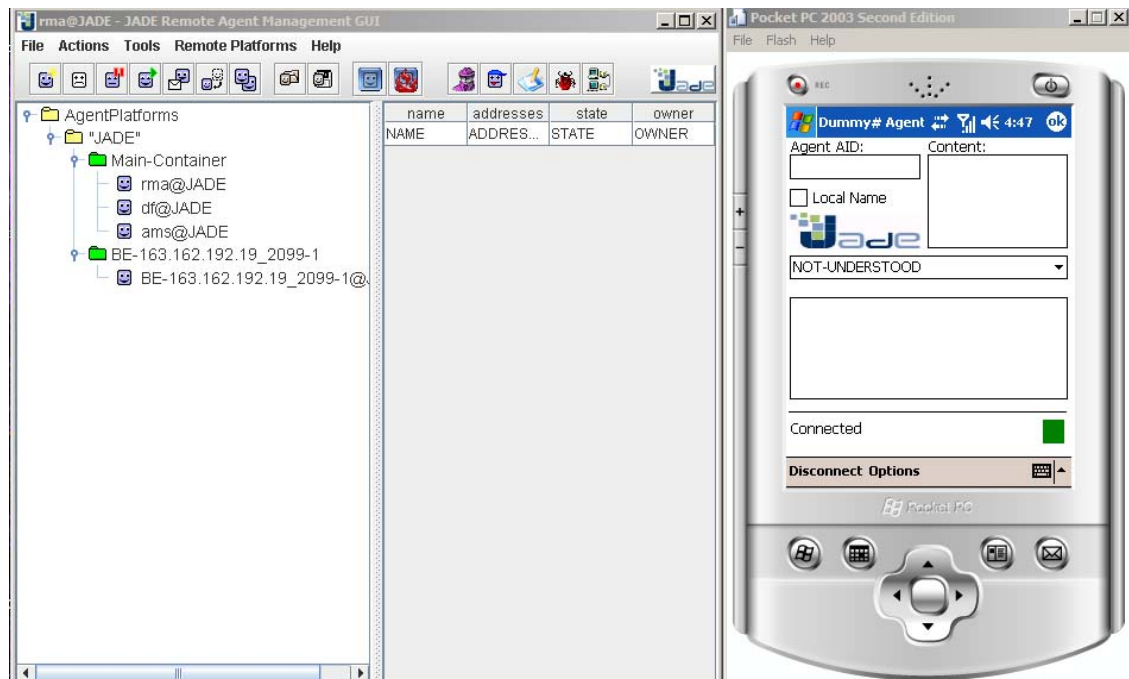 rma@JADE - JADE Remote Agent Management GUI
File Actions Tools Remote Platforms Help
Jade
AgentPlatforms
"JADE"
Main-Container
rma@JADE
df@JADE
ams@JADE
BE-163.162.192.19_2099-1
BE-163.162.192.19_2099-1@
name addresses state owner
NAME ADDRES... STATE OWNER
Pocket PC 2003 Second Edition
File Flash Help
REC
Dummy# Agent 4:47 ok
Agent AID: Content:
Local Name
Jade
NOT-UNDERSTOOD
Connected
Disconnect Options
Pocket PC
+
-